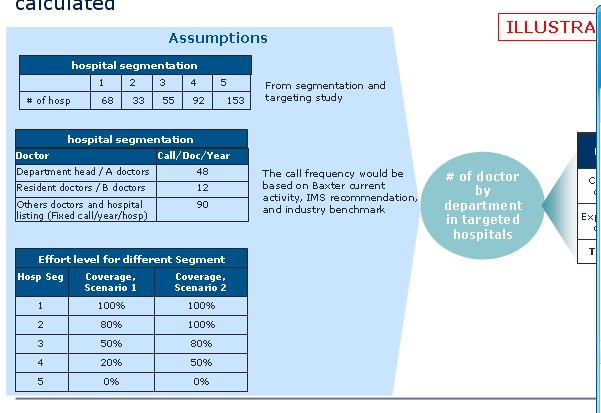 calculated
ILLUSTRA
Assumptions
hospital segmentation
1 2 3 4 5
# of hosp 68 33 55 92 153
From segmentation and
targeting study
hospital segmentation
Doctor Call/Doc/Year
Department head / A doctors 48
Resident doctors / B doctors 12
Others doctors and hospital
listing (Fixed call/year/hosp) 90
The call frequency would be
based on Baxter current
activity, IMS recommendation,
and industry benchmark
# of doctor
by
department
in targeted
hospitals
Effort level for different Segment
Hosp Seg Coverage, Scenario 1 Coverage, Scenario 2
1 100% 100%
2 80% 100%
3 50% 80%
4 20% 50%
5 0% 0%